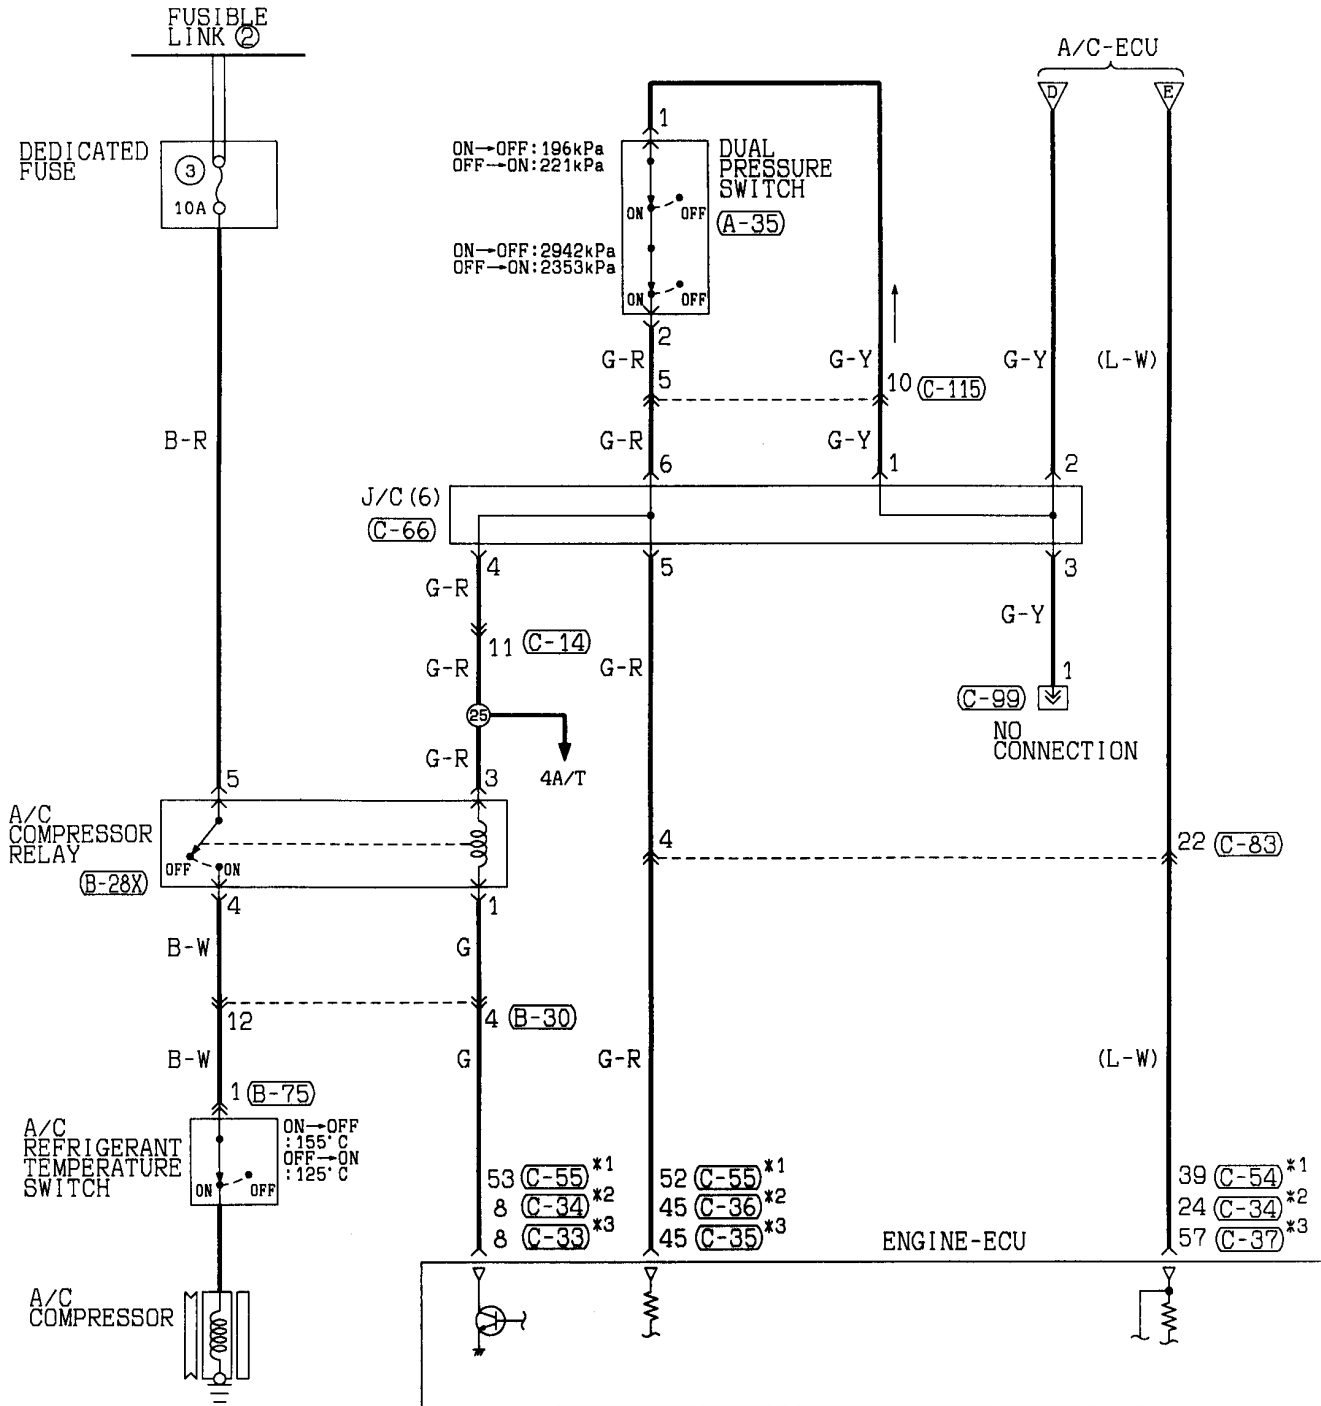 FUSIBLE
LINK ②
A/C-ECU
D
E
1
DEDICATED
FUSE
③
10A
ON→OFF:196kPa
OFF→ON:221kPa
DUAL
PRESSURE
SWITCH
ON
OFF
A-35
ON→OFF:2942kPa
OFF→ON:2353kPa
ON
OFF
2
G-R
G-Y
G-Y
(L-W)
5
10
C-115
B-R
G-R
G-Y
6
1
2
J/C(6)
C-66
4
5
3
G-R
G-Y
11
C-14
G-R
G-R
1
C-99
25
NO
CONNECTION
G-R
4A/T
5
3
A/C
COMPRESSOR
RELAY
OFF
ON
B-28X
4
22
C-83
4
1
B-W
G
12
4
B-30
B-W
G
G-R
(L-W)
1
B-75
A/C
REFRIGERANT
TEMPERATURE
SWITCH
ON→OFF
:155°C
OFF→ON
:125°C
ON
OFF
53 C-55 *1
8 C-34 *2
8 C-33 *3
52 C-55 *1
45 C-36 *2
45 C-35 *3
39 C-54 *1
24 C-34 *2
57 C-37 *3
ENGINE-ECU
A/C
COMPRESSOR